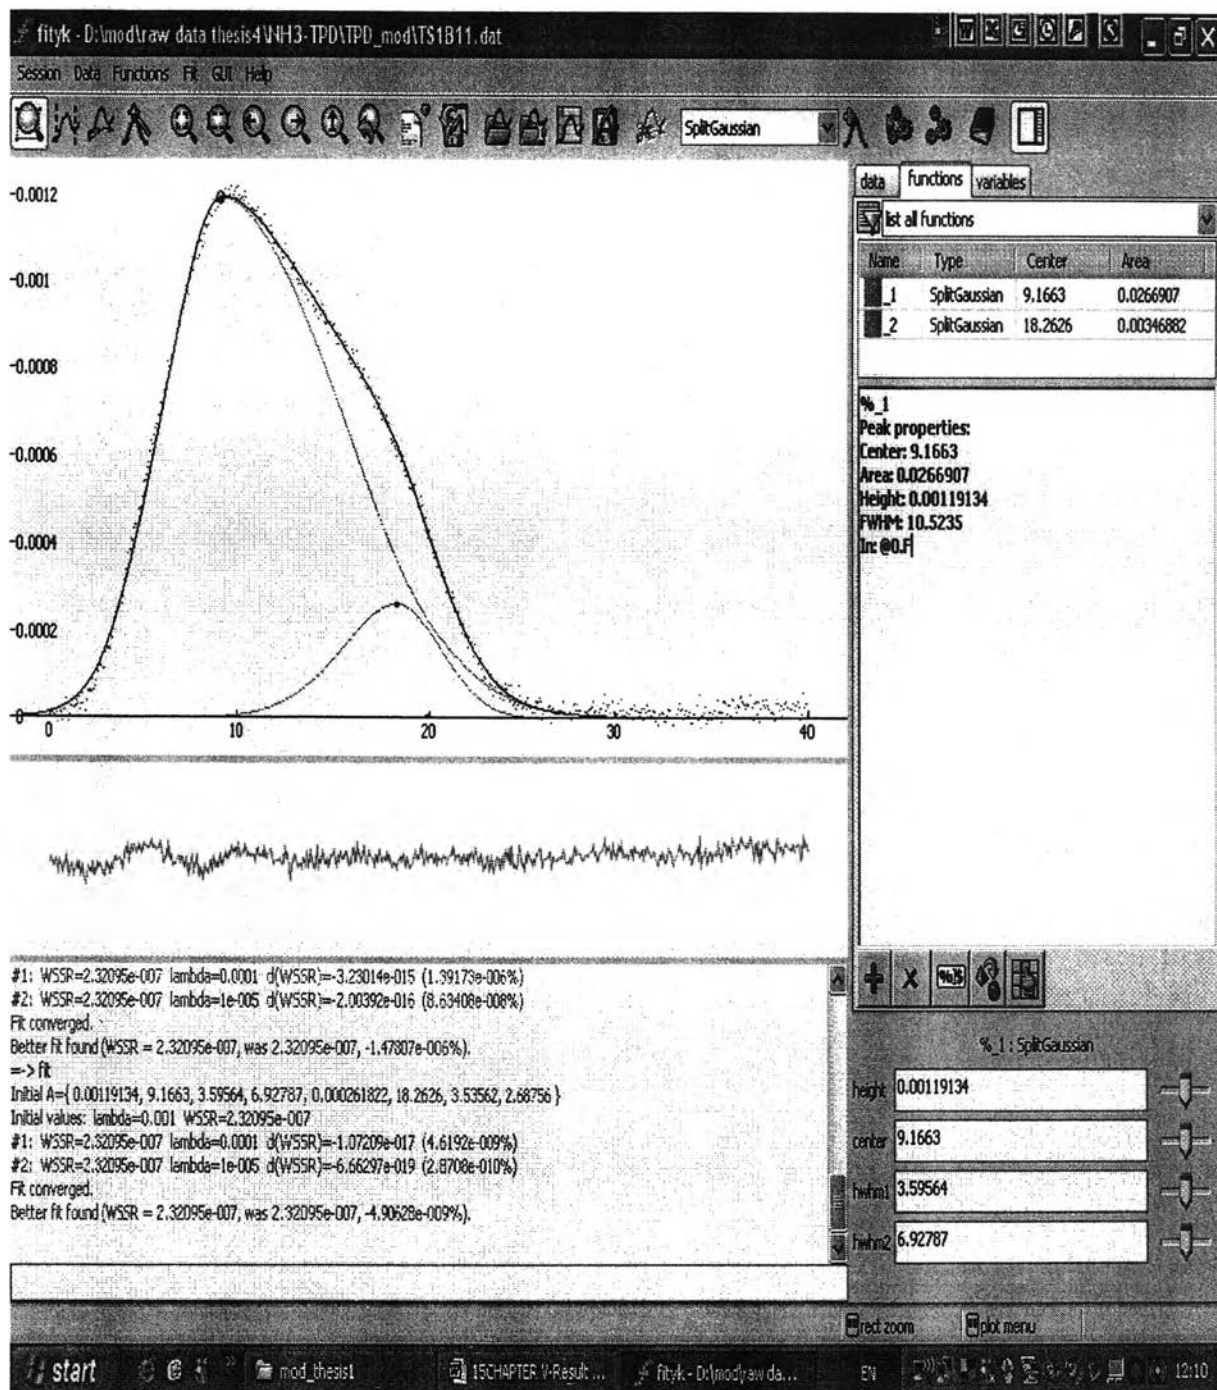 fityk - D:\mod\raw data thesis4\NH3-TPD\TPD_mod\TS1B11.dat
Session Data Functions Fit GUI Help
SplitGaussian
data functions variables
list all functions
Name Type Center Area
_1 SplitGaussian 9.1663 0.0266907
_2 SplitGaussian 18.2626 0.00346882
-0.0012
-0.001
-0.0008
-0.0006
-0.0004
-0.0002
0
0 10 20 30 40
%_1
Peak properties:
Center: 9.1663
Area: 0.0266907
Height: 0.00119134
FWHM: 10.5235
In: @0.F
#1: WSSR=2.32095e-007 lambda=0.0001 d(WSSR)=-3.23014e-015 (1.39173e-006%)
#2: WSSR=2.32095e-007 lambda=1e-005 d(WSSR)=-2.00392e-016 (8.63408e-008%)
Fit converged.
Better fit found (WSSR = 2.32095e-007, was 2.32095e-007, -1.47807e-006%).
=-> fit
Initial A={ 0.00119134, 9.1663, 3.59564, 6.92787, 0.000261822, 18.2626, 3.53562, 2.68756 }
Initial values: lambda=0.001 WSSR=2.32095e-007
#1: WSSR=2.32095e-007 lambda=0.0001 d(WSSR)=-1.07209e-017 (4.6192e-009%)
#2: WSSR=2.32095e-007 lambda=1e-005 d(WSSR)=-6.66297e-019 (2.8708e-010%)
Fit converged.
Better fit found (WSSR = 2.32095e-007, was 2.32095e-007, -4.90628e-009%).
%_1 : SplitGaussian
height 0.00119134
center 9.1663
hwhm1 3.59564
hwhm2 6.92787
rect zoom plot menu
start mod_thesis1 15CHAPTER V-Result ... fityk - D:\mod\raw da... EN 12:10